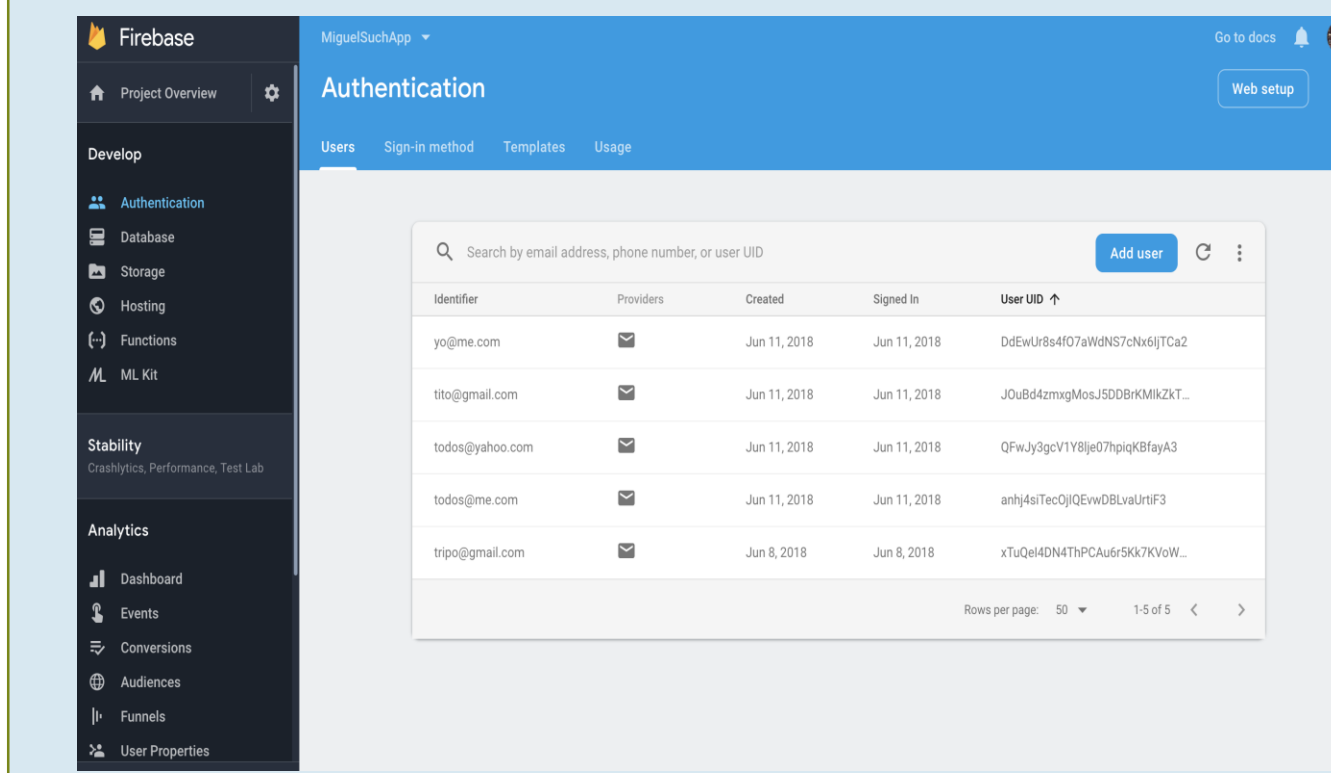 Firebase
MiguelSuchApp
Go to docs
Project Overview
Authentication
Web setup
Users Sign-in method Templates Usage
Develop
Authentication
Database
Storage
Hosting
Functions
ML Kit
Stability
Crashlytics, Performance, Test Lab
Analytics
Dashboard
Events
Conversions
Audiences
Funnels
User Properties
Search by email address, phone number, or user UID
Add user
Identifier Providers Created Signed In User UID
yo@me.com Jun 11, 2018 Jun 11, 2018 DdEwUr8s4fO7aWdNS7cNx6IjTCa2
tito@gmail.com Jun 11, 2018 Jun 11, 2018 JOuBd4zmxgMosJ5DDBrKMIkZkT...
todos@yahoo.com Jun 11, 2018 Jun 11, 2018 QFwJy3gcV1Y8lje07hpiqKBfayA3
todos@me.com Jun 11, 2018 Jun 11, 2018 anhj4siTecOjIQEvwDBLvaUrtiF3
tripo@gmail.com Jun 8, 2018 Jun 8, 2018 xTuQeI4DN4ThPCAu6r5Kk7KVoW...
Rows per page: 50 1-5 of 5